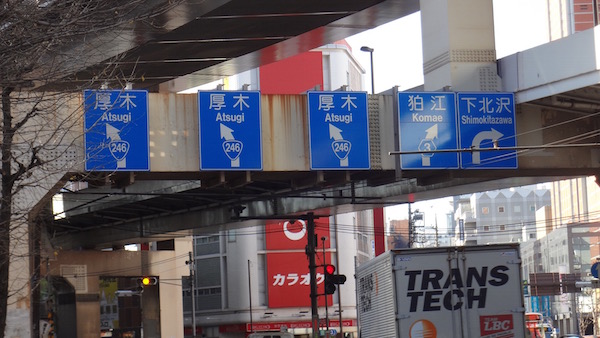 厚木
Atsugi
246
厚木
Atsugi
246
厚木
Atsugi
246
狛江
Komae
3
下北沢
Shimokitazawa
カラオケ
TRANS
TECH
LBC